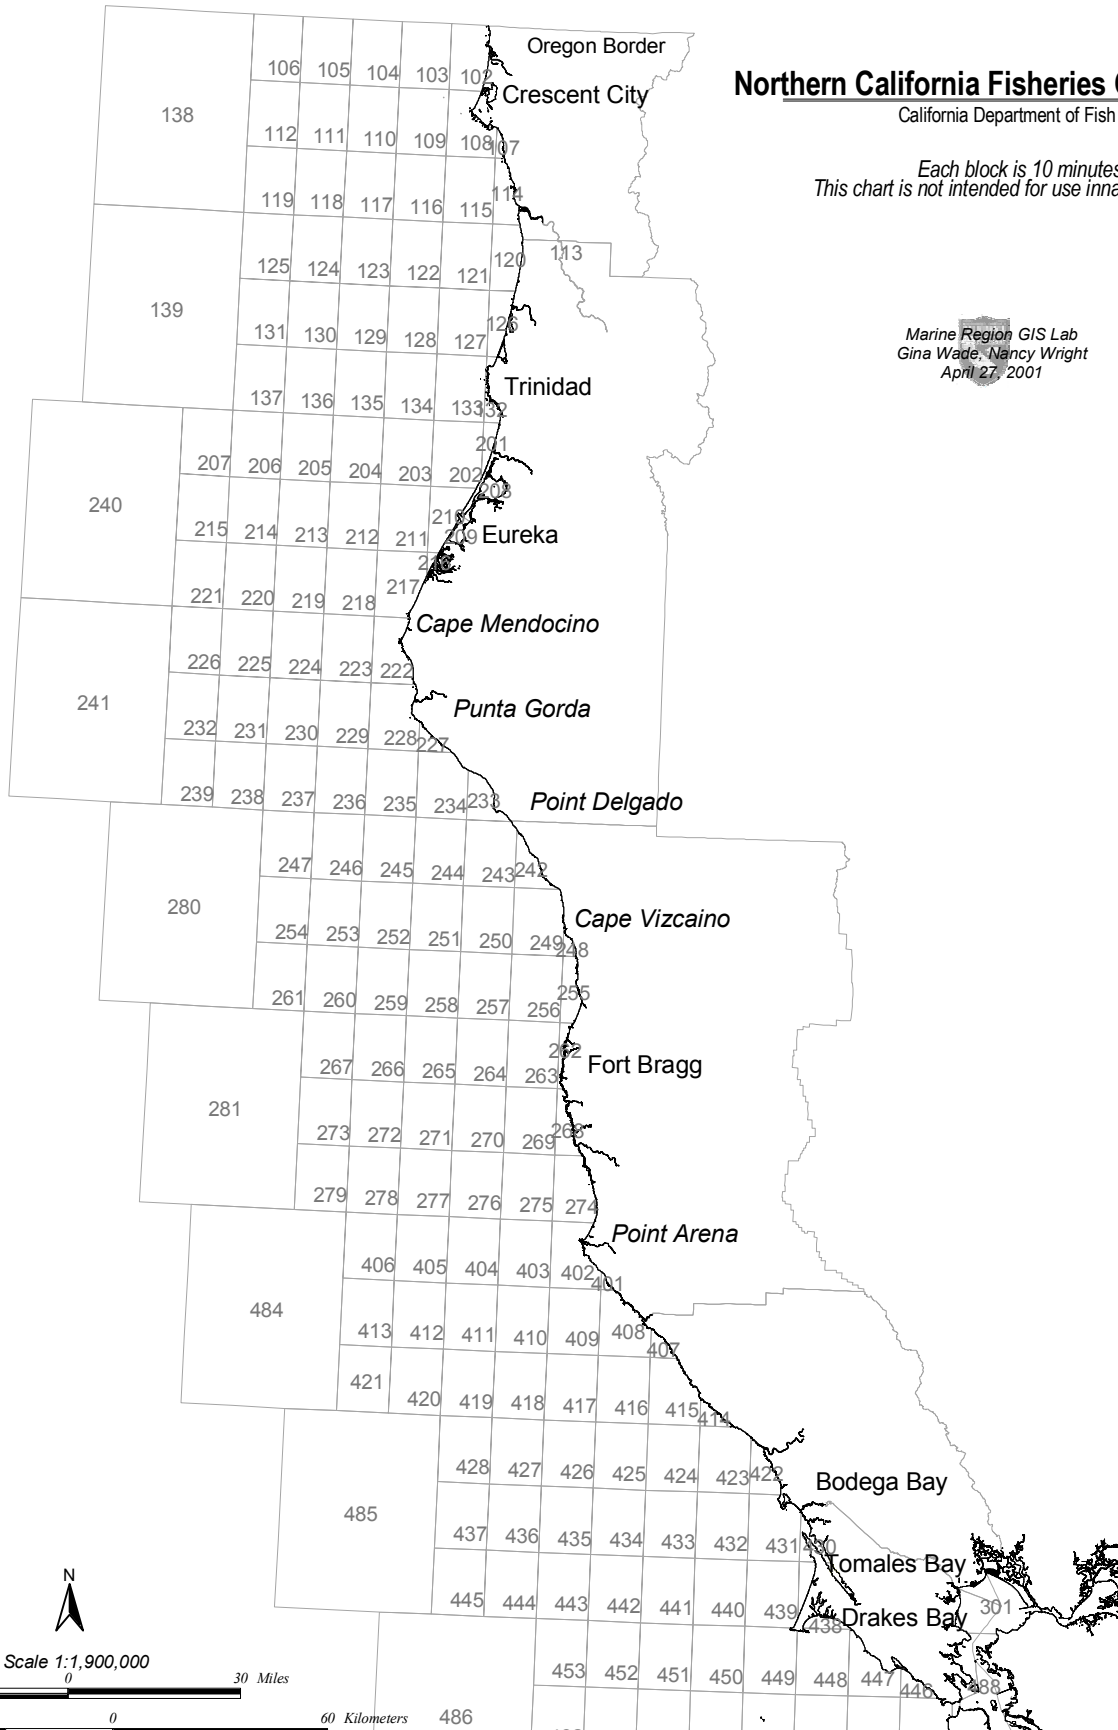 Oregon Border
106 105 104 103 102
Northern California Fisheries
Crescent City
138
California Department of Fish
112 111 110 109 108 107
Each block is 10 minutes
This chart is not intended for use
119 118 117 116 115 114
125 124 123 122 121 120 113
139
131 130 129 128 127 126
Marine Region GIS Lab
Gina Wade, Nancy Wright
April 27, 2001
Trinidad
137 136 135 134 133 132
201
207 206 205 204 203 202
208
240
210
215 214 213 212 211 209
Eureka
221 220 219 218 217
Cape Mendocino
226 225 224 223 222
241
Punta Gorda
232 231 230 229 228 227
239 238 237 236 235 234 233
Point Delgado
247 246 245 244 243 242
280
Cape Vizcaino
254 253 252 251 250 249 248
261 260 259 258 257 256 255
262
Fort Bragg
267 266 265 264 263
281
273 272 271 270 269 268
279 278 277 276 275 274
Point Arena
406 405 404 403 402 401
484
413 412 411 410 409 408 407
421 420 419 418 417 416 415 414
428 427 426 425 424 423 422
Bodega Bay
485
437 436 435 434 433 432 431 430
Tomales Bay
445 444 443 442 441 440 439 438
Drakes Bay
301
N
453 452 451 450 449 448 447 446
488
486
Scale 1:1,900,000
0 30 Miles
0 60 Kilometers